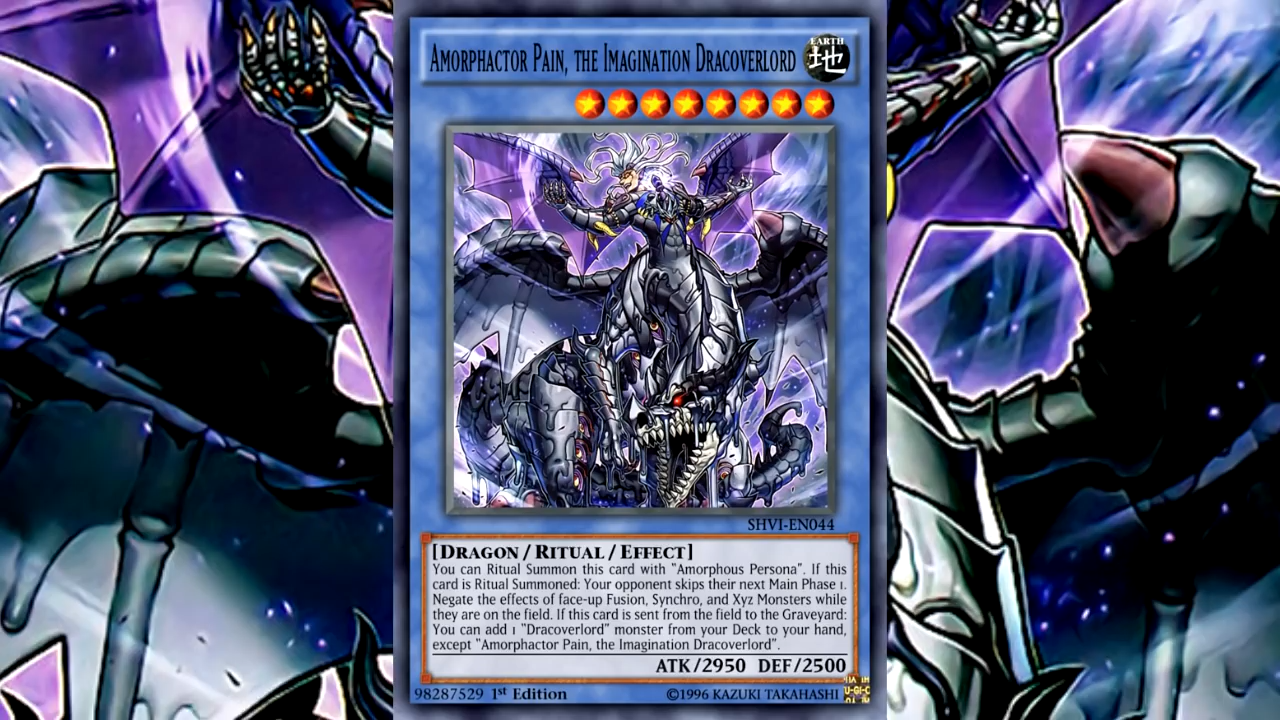 Amorphactor Pain, the Imagination Dracoverlord
EARTH
地
SHVI-EN044
[Dragon / Ritual / Effect]
You can Ritual Summon this card with "Amorphous Persona". If this
card is Ritual Summoned: Your opponent skips their next Main Phase 1.
Negate the effects of face-up Fusion, Synchro, and Xyz Monsters while
they are on the field. If this card is sent from the field to the Graveyard:
You can add 1 "Dracoverlord" monster from your Deck to your hand,
except "Amorphactor Pain, the Imagination Dracoverlord".
ATK/2950 DEF/2500
98287529 1st Edition ©1996 KAZUKI TAKAHASHI